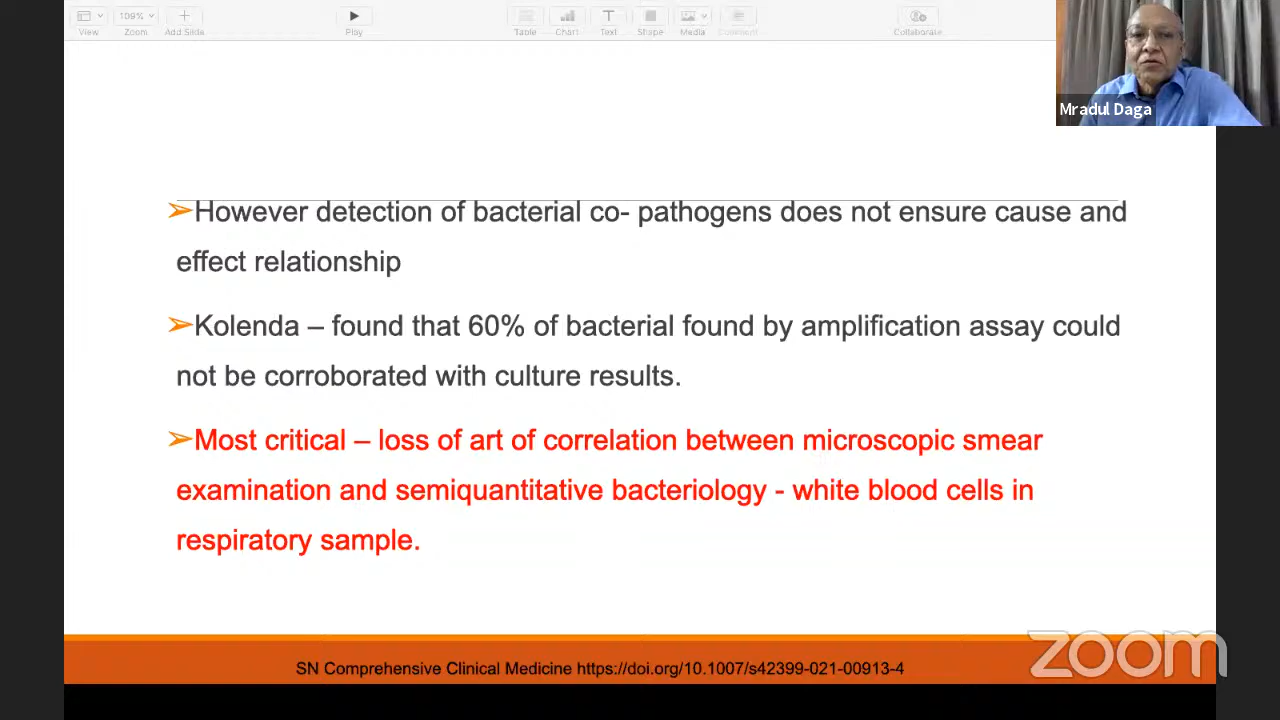 109%
View
Zoom
Add Slide
Play
Table
Chart
Text
Shape
Media
Comment
Collaborate
Mradul Daga
➢However detection of bacterial co- pathogens does not ensure cause and
effect relationship
➢Kolenda – found that 60% of bacterial found by amplification assay could
not be corroborated with culture results.
➢Most critical – loss of art of correlation between microscopic smear
examination and semiquantitative bacteriology - white blood cells in
respiratory sample.
SN Comprehensive Clinical Medicine https://doi.org/10.1007/s42399-021-00913-4
zoom